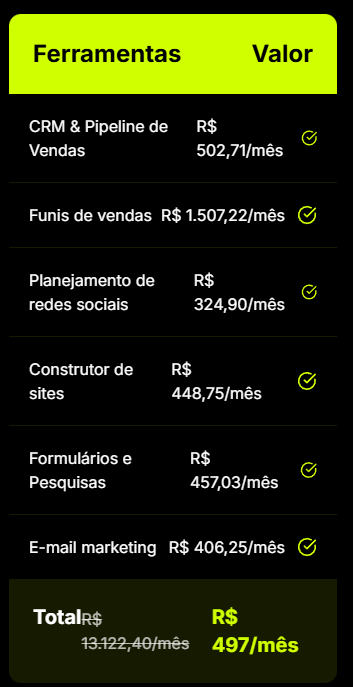 Ferramentas Valor
CRM & Pipeline de R$
Vendas 502,71/mês
Funis de vendas R$ 1.507,22/mês
Planejamento de R$
redes sociais 324,90/mês
Construtor de R$
sites 448,75/mês
Formulários e R$
Pesquisas 457,03/mês
E-mail marketing R$ 406,25/mês
Total R$ R$
13.122,40/mês 497/mês